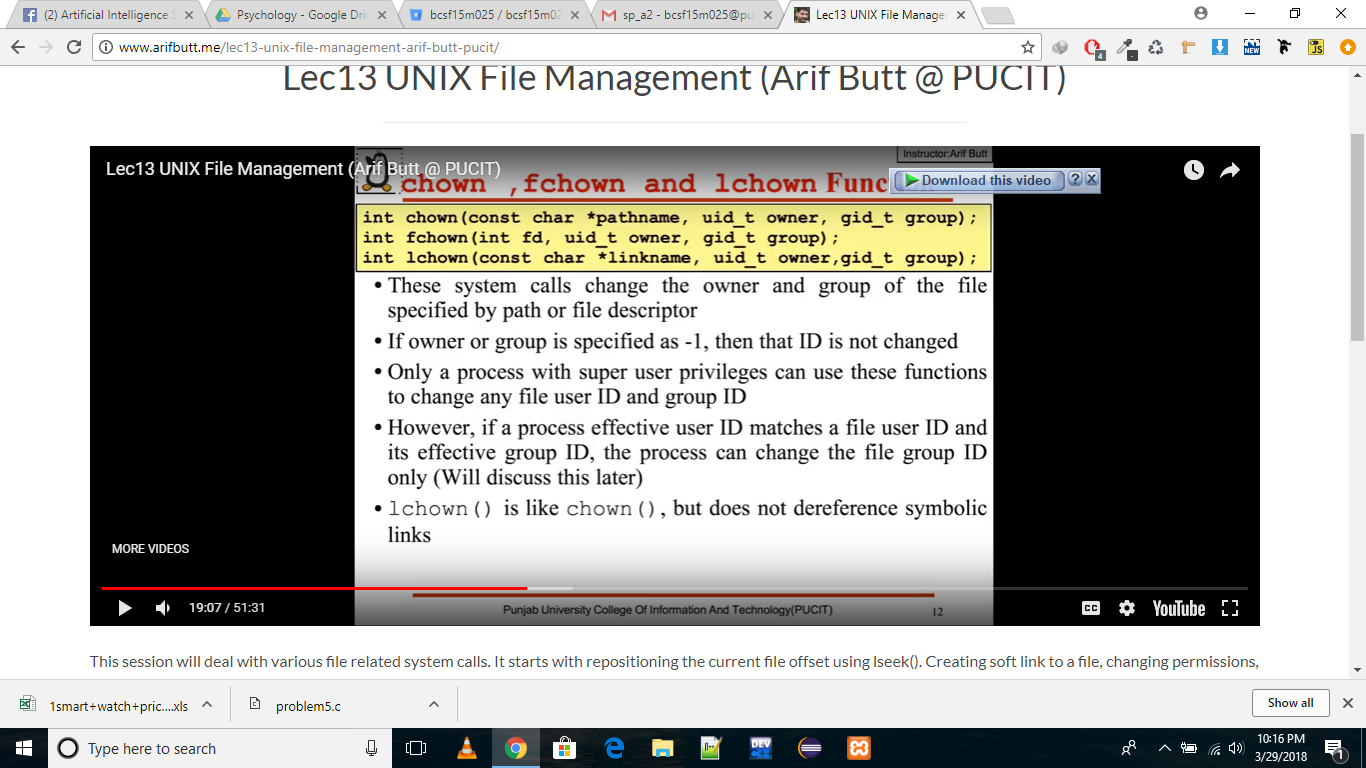 (2) Artificial Intelligence S
Psychology - Google Dri
bcsf15m025 / bcsf15m02
sp_a2 - bcsf15m025@pu
Lec13 UNIX File Manage
www.arifbutt.me/lec13-unix-file-management-arif-butt-pucit/
4
NEW
JS
Lec13 UNIX File Management (Arif Butt @ PUCIT)
Lec13 UNIX File Management (Arif Butt @ PUCIT)
Instructor:Arif Butt
chown ,fchown and lchown Func
Download this video
?
X
int chown(const char *pathname, uid_t owner, gid_t group);
int fchown(int fd, uid_t owner, gid_t group);
int lchown(const char *linkname, uid_t owner,gid_t group);
• These system calls change the owner and group of the file
specified by path or file descriptor
• If owner or group is specified as -1, then that ID is not changed
• Only a process with super user privileges can use these functions
to change any file user ID and group ID
• However, if a process effective user ID matches a file user ID and
its effective group ID, the process can change the file group ID
only (Will discuss this later)
• lchown() is like chown(), but does not dereference symbolic
links
MORE VIDEOS
19:07 / 51:31
CC
YouTube
Punjab University College Of Information And Technology(PUCIT)
12
This session will deal with various file related system calls. It starts with repositioning the current file offset using lseek(). Creating soft link to a file, changing permissions,
1smart+watch+pric....xls
problem5.c
Show all
Type here to search
DEV
10:16 PM
3/29/2018
1